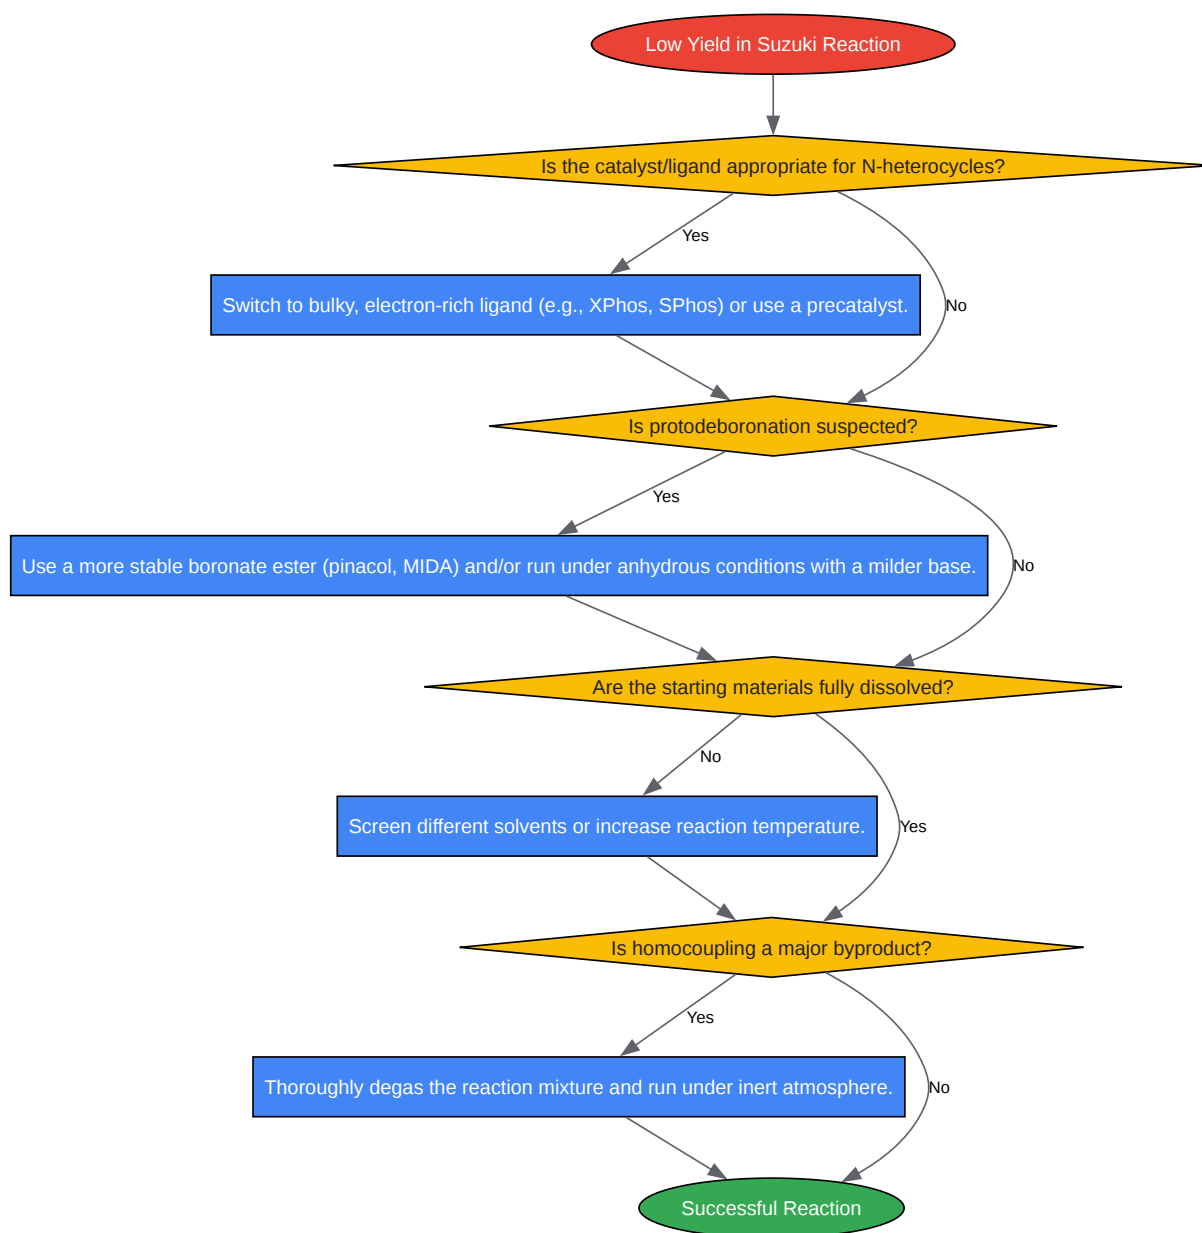 Low Yield in Suzuki Reaction
Is the catalyst/ligand appropriate for N-heterocycles?
Yes
Switch to bulky, electron-rich ligand (e.g., XPhos, SPhos) or use a precatalyst.
No
Is protodeboronation suspected?
Yes
Use a more stable boronate ester (pinacol, MIDA) and/or run under anhydrous conditions with a milder base.
No
Are the starting materials fully dissolved?
No
Screen different solvents or increase reaction temperature.
Yes
Is homocoupling a major byproduct?
Yes
Thoroughly degas the reaction mixture and run under inert atmosphere.
No
Successful Reaction